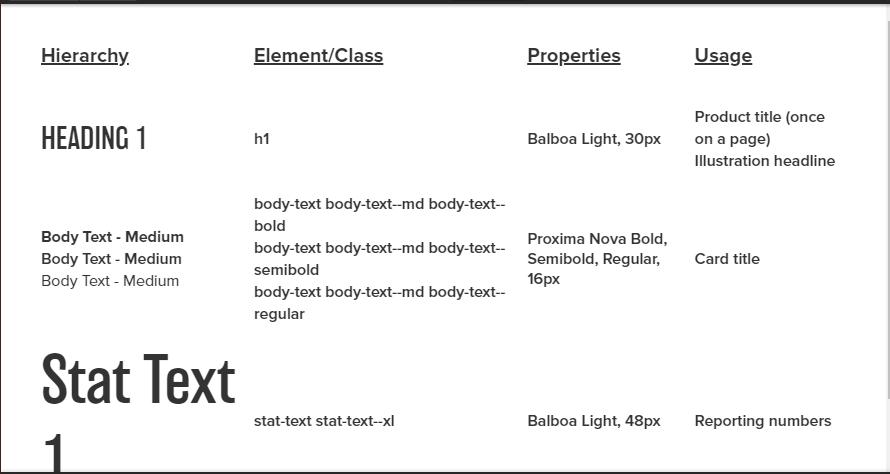 Hierarchy Element/Class Properties Usage
HEADING 1
h1
Balboa Light, 30px
Product title (once
on a page)
Illustration headline
Body Text - Medium
Body Text - Medium
Body Text - Medium
body-text body-text--md body-text--
bold
body-text body-text--md body-text--
semibold
body-text body-text--md body-text--
regular
Proxima Nova Bold,
Semibold, Regular,
16px
Card title
Stat Text
1
stat-text stat-text--xl
Balboa Light, 48px
Reporting numbers